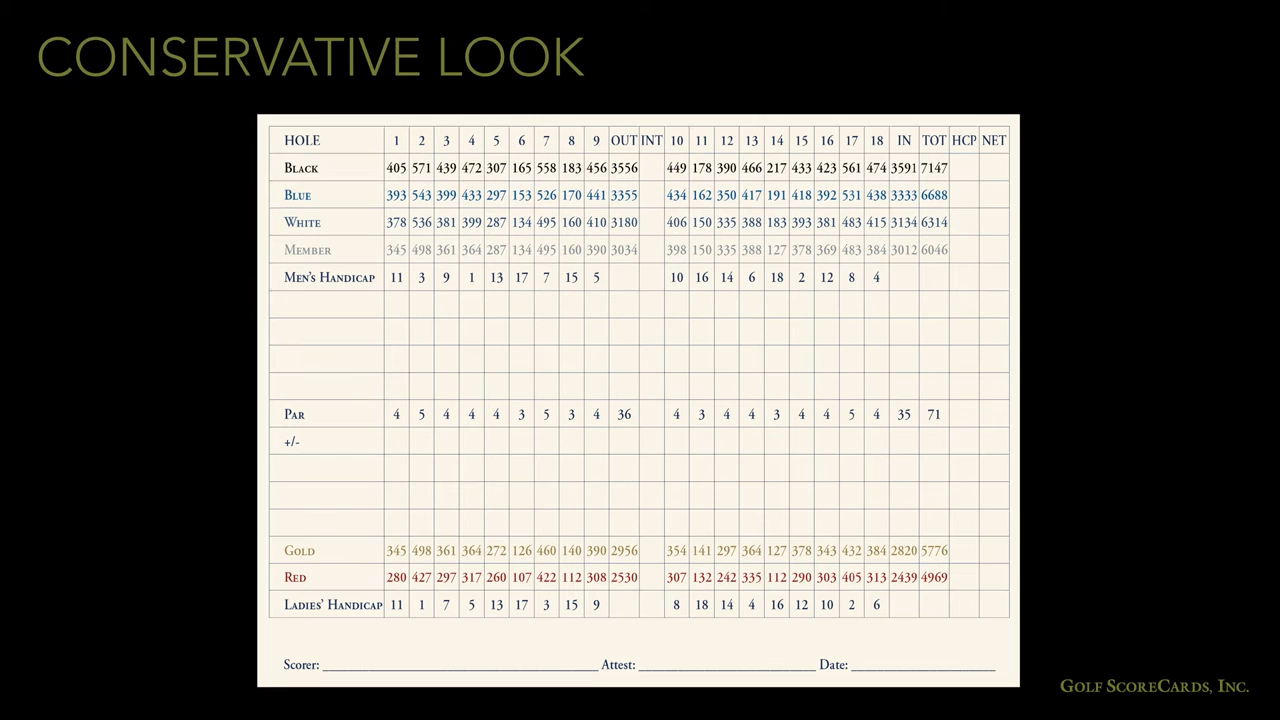 CONSERVATIVE LOOK
HOLE 1 2 3 4 5 6 7 8 9 OUT INT 10 11 12 13 14 15 16 17 18 IN TOT HCP NET
BLACK 405 571 439 472 307 165 558 183 456 3556 449 178 390 466 217 433 423 561 474 3591 7147
BLUE 393 543 399 433 297 153 526 170 441 3355 434 162 350 417 191 418 392 531 438 3333 6688
WHITE 378 536 381 399 287 134 495 160 410 3180 406 150 335 388 183 393 381 483 415 3134 6314
MEMBER 345 498 361 364 287 134 495 160 390 3034 398 150 335 388 127 378 369 483 384 3012 6046
MEN'S HANDICAP 11 3 9 1 13 17 7 15 5 10 16 14 6 18 2 12 8 4
PAR 4 5 4 4 4 3 5 3 4 36 4 3 4 4 3 4 4 5 4 35 71
+/-
GOLD 345 498 361 364 272 126 460 140 390 2956 354 141 297 364 127 378 343 432 384 2820 5776
RED 280 427 297 317 260 107 422 112 308 2530 307 132 242 335 112 290 303 405 313 2439 4969
LADIES' HANDICAP 11 1 7 5 13 17 3 15 9 8 18 14 4 16 12 10 2 6
Scorer: ______ Attest: ______ Date: ______
GOLF SCORECARDS, INC.